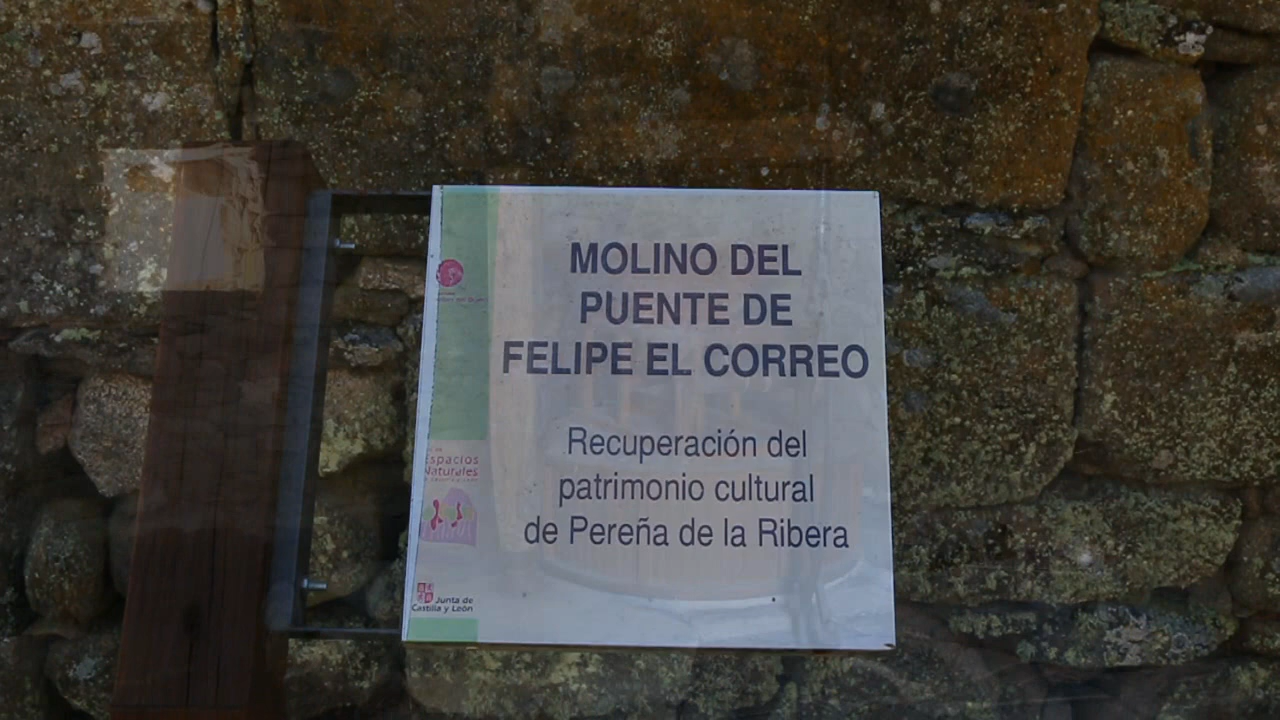 MOLINO DEL
PUENTE DE
FELIPE EL CORREO
Recuperación del
patrimonio cultural
de Pereña de la Ribera
Espacios
Naturales
Junta de
Castilla y León